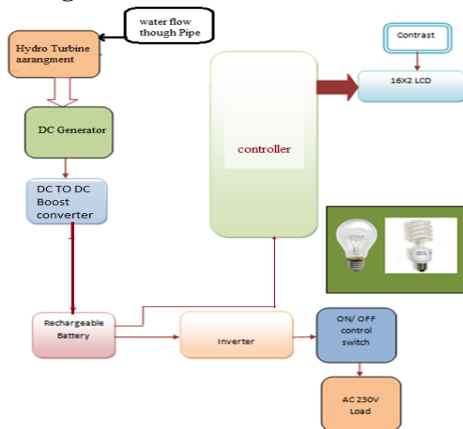 water flow
though Pipe
Hydro Turbine
aarangment
Contrast
16X2 LCD
DC Generator
controller
DC TO DC
Boost
converter
Rechargeable
Battery
Inverter
ON/ OFF
control
switch
AC 230V
Load